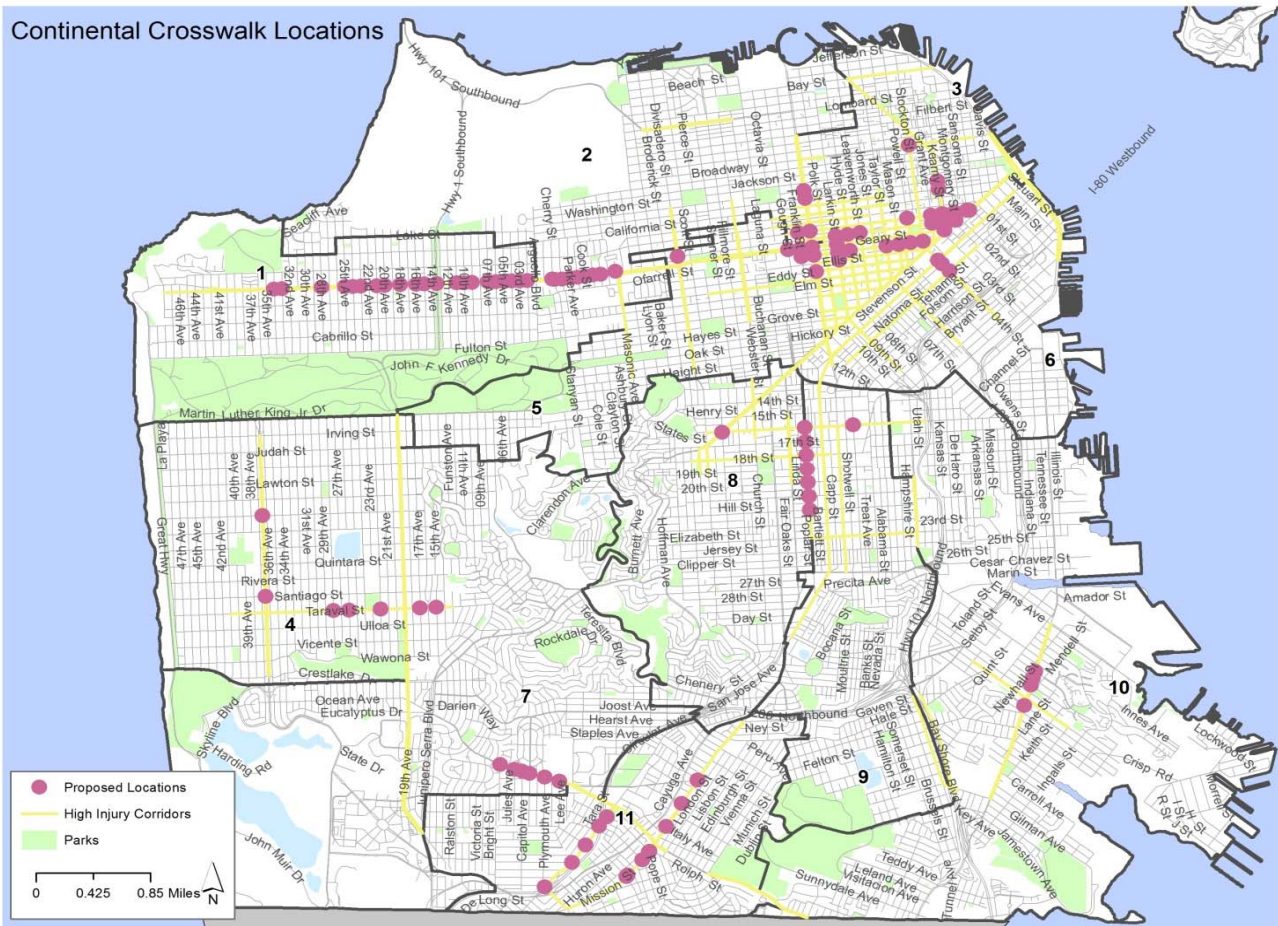 Continental Crosswalk Locations
Hwy 101 Southbound
Jefferson St
Beach St
Bay St
3
Lombard St
Stockton St
Filbert St
Davis St
Sansome St
Montgomery St
Kearny St
Grant Ave
Powell St
Mason St
Taylor St
Jones St
Leavenworth St
Hyde St
Larkin St
Polk St
Franklin St
Gough St
Octavia St
Pierce St
Divisadero St
Broderick St
2
Broadway
Jackson St
Hwy 1 Southbound
I-80 Westbound
Steuart St
Main St
01st St
02nd St
03rd St
04th St
Cherry St
Washington St
California St
Scott St
Fillmore St
Steiner St
Laguna St
Seacliff Ave
Lake St
Geary St
Ellis St
Ofarrell St
Eddy St
Elm St
1
46th Ave
44th Ave
41st Ave
37th Ave
35th Ave
32nd Ave
30th Ave
28th Ave
25th Ave
22nd Ave
20th Ave
18th Ave
16th Ave
14th Ave
12th Ave
10th Ave
07th Ave
05th Ave
03rd Ave
Arguello Blvd
Cook St
Parker Ave
Stevenson St
Natoma St
Tehama St
Folsom St
Harrison St
Bryant St
Cabrillo St
Fulton St
John F Kennedy Dr
Martin Luther King Jr Dr
Baker St
Lyon St
Masonic Ave
Ashbury St
Clayton St
Cole St
Stanyan St
Grove St
Hickory St
Hayes St
Oak St
Haight St
Buchanan St
Webster St
07th St
08th St
09th St
10th St
12th St
Channel St
6
Owens St
I-280 Southbound
5
La Playa
Great Hwy
Irving St
Judah St
Lawton St
Quintara St
Rivera St
Santiago St
Taraval St
Ulloa St
Vicente St
Wawona St
Crestlake Dr
4
47th Ave
45th Ave
42nd Ave
40th Ave
38th Ave
39th Ave
36th Ave
34th Ave
31st Ave
29th Ave
27th Ave
23rd Ave
21st Ave
17th Ave
15th Ave
Funston Ave
11th Ave
09th Ave
06th Ave
Clarendon Ave
Burnett Ave
Henry St
States St
14th St
15th St
17th St
18th St
19th St
20th St
8
Hill St
Elizabeth St
Jersey St
Clipper St
27th St
28th St
Day St
Hoffman Ave
Church St
Fair Oaks St
Linda St
Poplar St
Bartlett St
Capp St
Shotwell St
Treat Ave
Alabama St
Hampshire St
Utah St
Kansas St
De Haro St
Arkansas St
Missouri St
Indiana St
Tennessee St
Illinois St
23rd St
25th St
26th St
Cesar Chavez St
Marin St
Precita Ave
Hwy 101 Northbound
Evans Ave
Toland St
Selby St
Amador St
Mendell St
Quint St
Newhall St
Lane St
Keith St
Ingalls St
10
Innes Ave
Lockwood St
Crisp Rd
Morrell St
H St
I St
J St
R St
Carroll Ave
Gilman Ave
Jamestown Ave
Key Ave
Bay Shore Blvd
Teresita Blvd
Rockdale Dr
7
Chenery St
San Jose Ave
I-280 Northbound
Bocana St
Moultrie St
Banks St
Nevada St
Gaven St
Hale St
Somerset St
Hamilton St
Brussels St
Felton St
9
Skyline Blvd
Harding Rd
Ocean Ave
Eucalyptus Dr
Darien Way
Joost Ave
Hearst Ave
Staples Ave
Circular Ave
Ney St
Peru Ave
State Dr
Junipero Serra Blvd
19th Ave
John Muir Dr
Ralston St
Victoria St
Bright St
Jules Ave
Capitol Ave
Plymouth Ave
Lee Ave
Tara St
11
Cayuga Ave
London St
Lisbon St
Edinburgh St
Vienna St
Munich St
Dublin St
Italy Ave
Pope St
Rolph St
Huron Ave
Mission St
De Long St
Teddy Ave
Leland Ave
Visitacion Ave
Sunnydale Ave
Tunnel Ave
Proposed Locations
High Injury Corridors
Parks
0 0.425 0.85 Miles
N